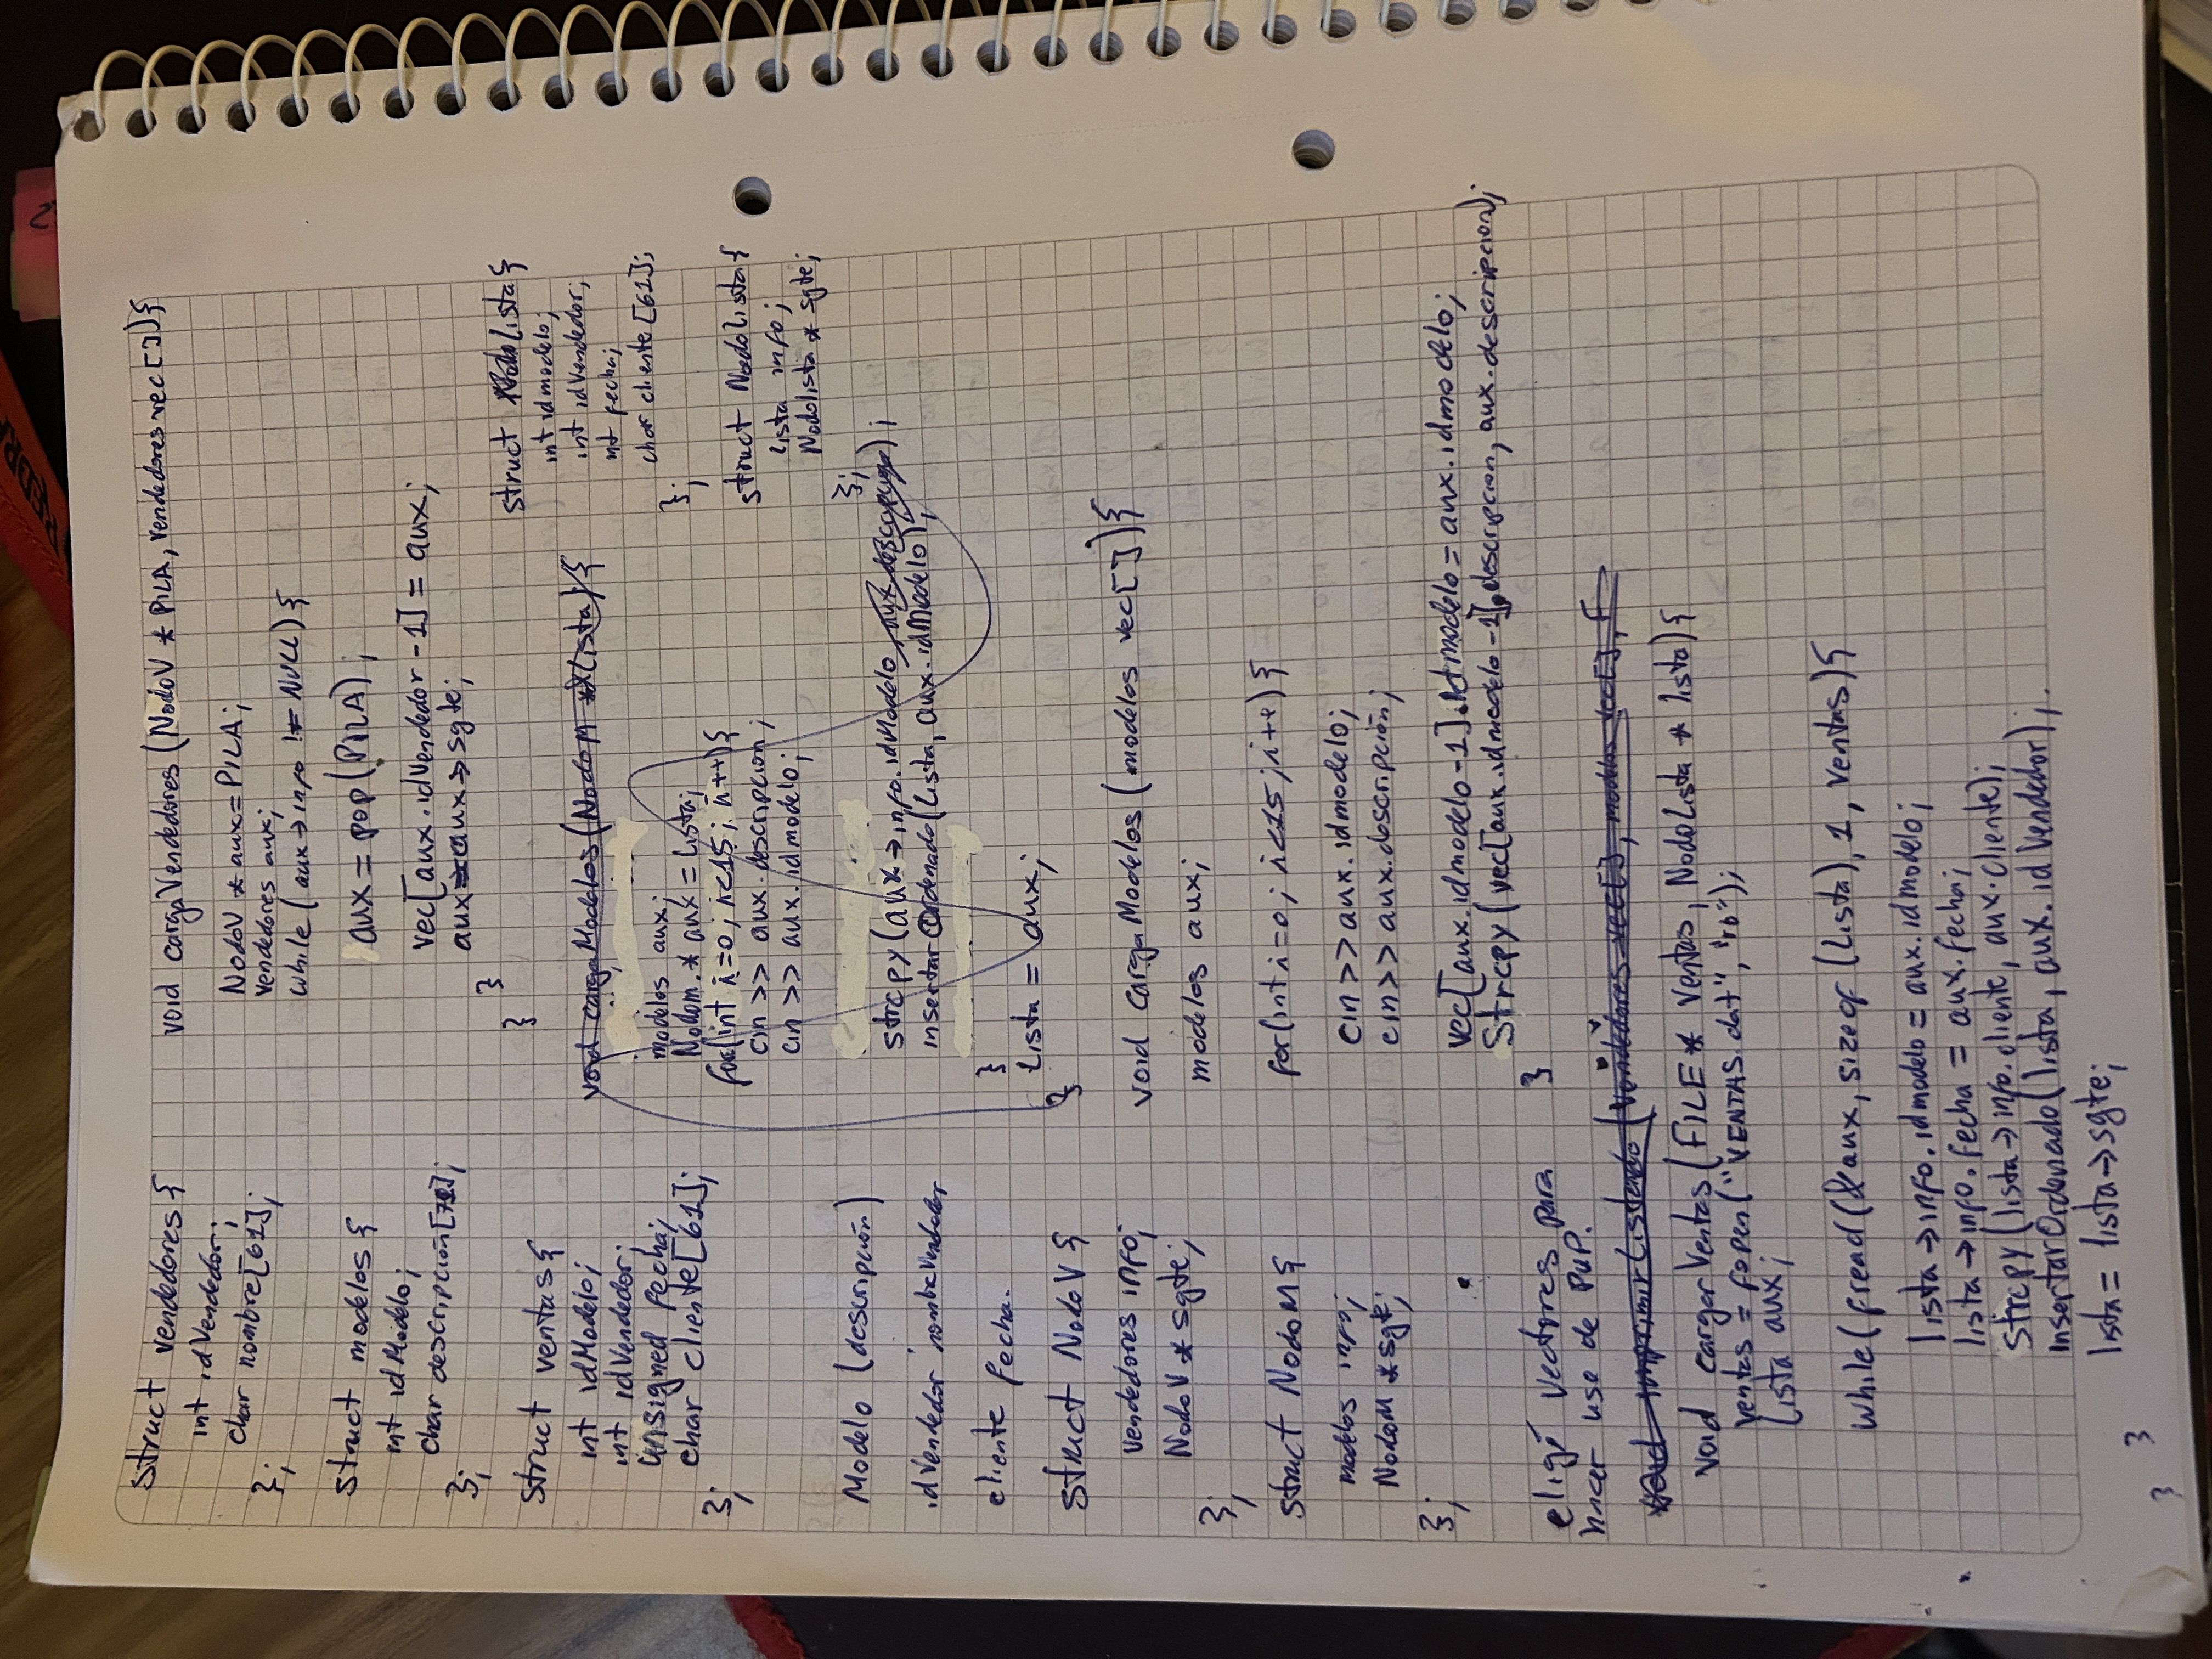 REDRA
2
struct vendedores {
int idVendedor;
char nombre[61];
};
struct modelos {
int idModelo;
char descripción[71];
};
struct ventas {
int idModelo;
int idVendedor;
unsigned fecha;
char cliente[61];
};
Modelo (descripción)
idVendedor nombreVendedor
cliente fecha.
struct NodoV {
vendedores info;
NodoV * sgte;
};
struct NodoM {
modelos info;
NodoM * sgte;
};
elegí vectores para
hacer uso de PUP.
void cargaVendedores (NodoV * PILA, vendedores vec[]){
NodoV * aux = PILA;
vendedores aux;
while ( aux->info != NULL) {
aux = pop(PILA);
vec[aux.idVendedor -1] = aux;
aux = aux->sgte;
}
}
void cargaModelos (NodoM * lista) {
modelos aux;
Nodom * aux = lista;
for(int i=0; i<15; i++){
cin >> aux.descripcion;
cin >> aux.idmodelo;
strcpy(aux->info.idModelo, aux.descripcion);
insertarOrdenado(lista, aux.idModelo);
}
lista = aux;
}
struct lista {
int idmodelo;
int idVendedor;
int fecha;
char cliente [61];
};
struct Nodolista {
lista info;
Nodolista * sgte;
};
void cargaModelos (modelos vec[]){
modelos aux;
for(int i=0; i<15; i++) {
cin >> aux.idmodelo;
cin >> aux.descripción;
vec[aux.idmodelo -1].idmodelo = aux.idmodelo;
Strcpy (vec[aux.idmodelo -1].descripcion, aux.descripcion);
}
void imprimirListado (vendedores vec[], modelos vec[], F
void cargarVentas (FILE * ventas, NodoLista * lista) {
ventas = fopen("VENTAS.dat", "rb");
lista aux;
while(fread(&aux, sizeof (lista), 1, ventas) {
lista->info.idmodelo = aux.idmodelo;
lista->info.fecha = aux.fecha;
strcpy (lista->info.cliente, aux.cliente);
insertarOrdenado(lista, aux.idVendedor);
lista = lista->sgte;
}
}